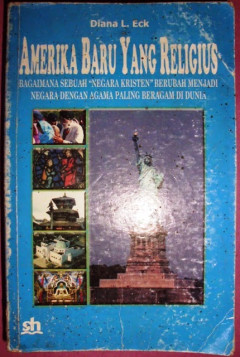 Diana L. Eck
AMERIKA BARU YANG RELIGIUS
BAGAIMANA SEBUAH "NEGARA KRISTEN" BERUBAH MENJADI
NEGARA DENGAN AGAMA PALING BERAGAM DI DUNIA
sh